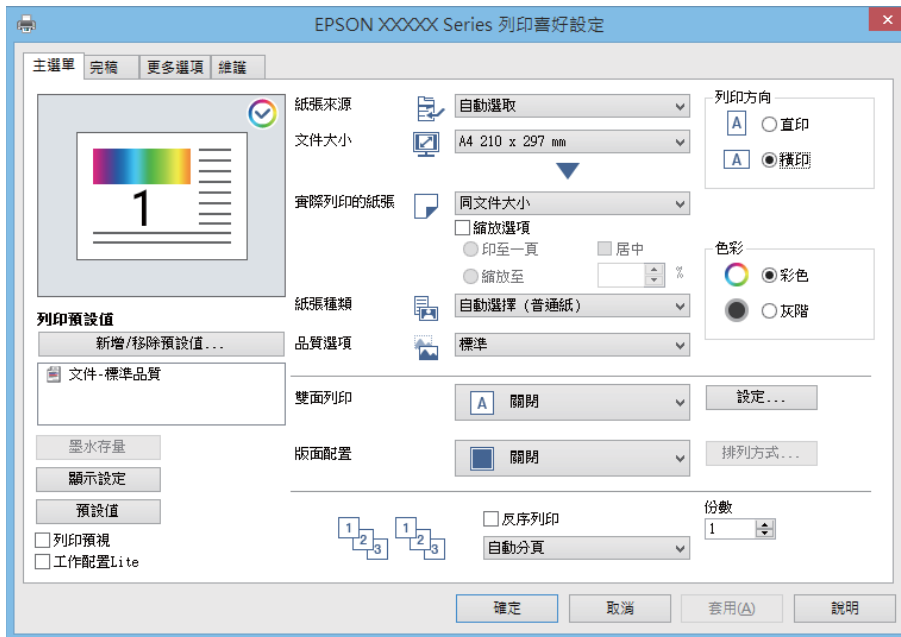 EPSON XXXXX Series 列印喜好設定
主選單
完稿
更多選項
維護
1
列印預設值
新增/移除預設值...
文件-標準品質
墨水存量
顯示設定
預設值
列印預視
工作配置Lite
紙張來源
自動選取
文件大小
A4 210 x 297 mm
實際列印的紙張
同文件大小
縮放選項
印至一頁
居中
縮放至
%
紙張種類
自動選擇 (普通紙)
品質選項
標準
列印方向
A
直印
A
橫印
色彩
彩色
灰階
雙面列印
A
關閉
設定...
版面配置
關閉
排列方式...
1 2 3
1 2 3
反序列印
自動分頁
份數
1
確定
取消
套用(A)
說明